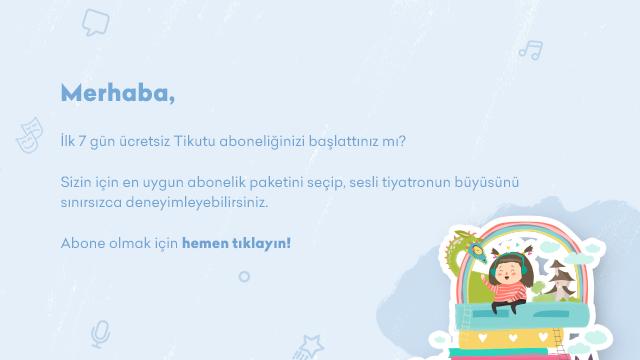 Merhaba,
İlk 7 gün ücretsiz Tikutu aboneliğinizi başlattınız mı?
Sizin için en uygun abonelik paketini seçip, sesli tiyatronun büyüsünü
sınırsızca deneyimleyebilirsiniz.
Abone olmak için hemen tıklayın!